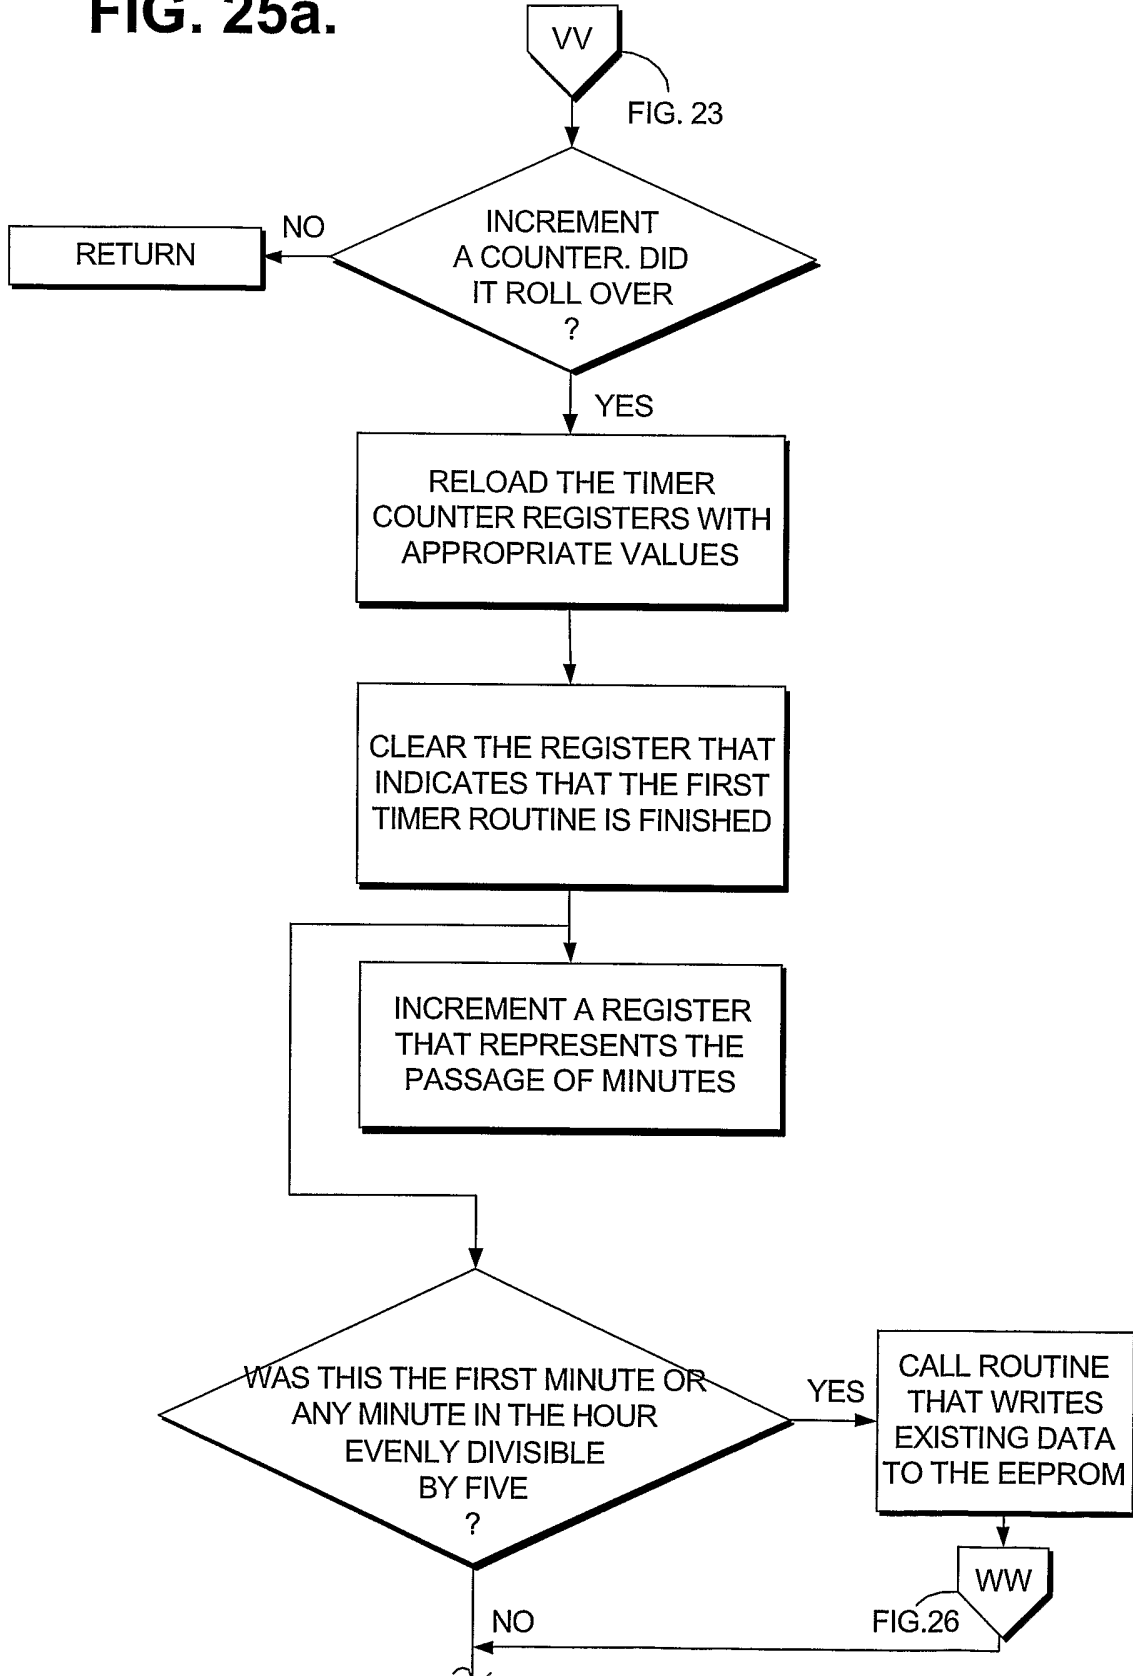 FIG. 25a.
VV
FIG. 23
INCREMENT
A COUNTER. DID
IT ROLL OVER
?
NO
RETURN
YES
RELOAD THE TIMER
COUNTER REGISTERS WITH
APPROPRIATE VALUES
CLEAR THE REGISTER THAT
INDICATES THAT THE FIRST
TIMER ROUTINE IS FINISHED
INCREMENT A REGISTER
THAT REPRESENTS THE
PASSAGE OF MINUTES
WAS THIS THE FIRST MINUTE OR
ANY MINUTE IN THE HOUR
EVENLY DIVISIBLE
BY FIVE
?
YES
CALL ROUTINE
THAT WRITES
EXISTING DATA
TO THE EEPROM
WW
FIG.26
NO